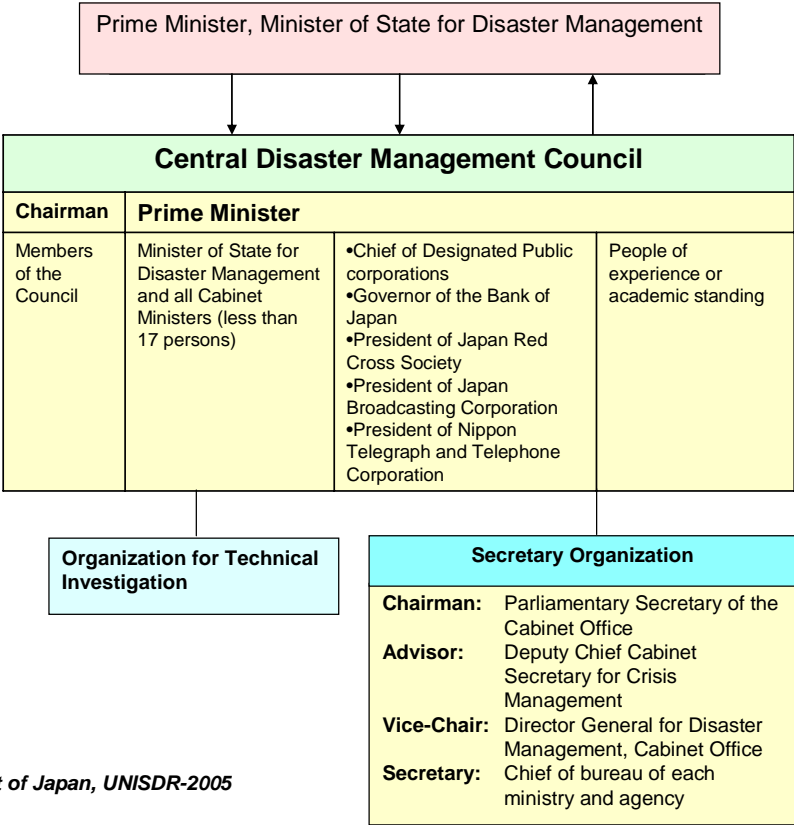 Prime Minister, Minister of State for Disaster Management
Central Disaster Management Council
Chairman
Prime Minister
Members
of the
Council
Minister of State for
Disaster Management
and all Cabinet
Ministers (less than
17 persons)
•Chief of Designated Public
corporations
•Governor of the Bank of
Japan
•President of Japan Red
Cross Society
•President of Japan
Broadcasting Corporation
•President of Nippon
Telegraph and Telephone
Corporation
People of
experience or
academic standing
Organization for Technical
Investigation
Secretary Organization
Chairman: Parliamentary Secretary of the
Cabinet Office
Advisor: Deputy Chief Cabinet
Secretary for Crisis
Management
Vice-Chair: Director General for Disaster
Management, Cabinet Office
Secretary: Chief of bureau of each
ministry and agency
of Japan, UNISDR-2005